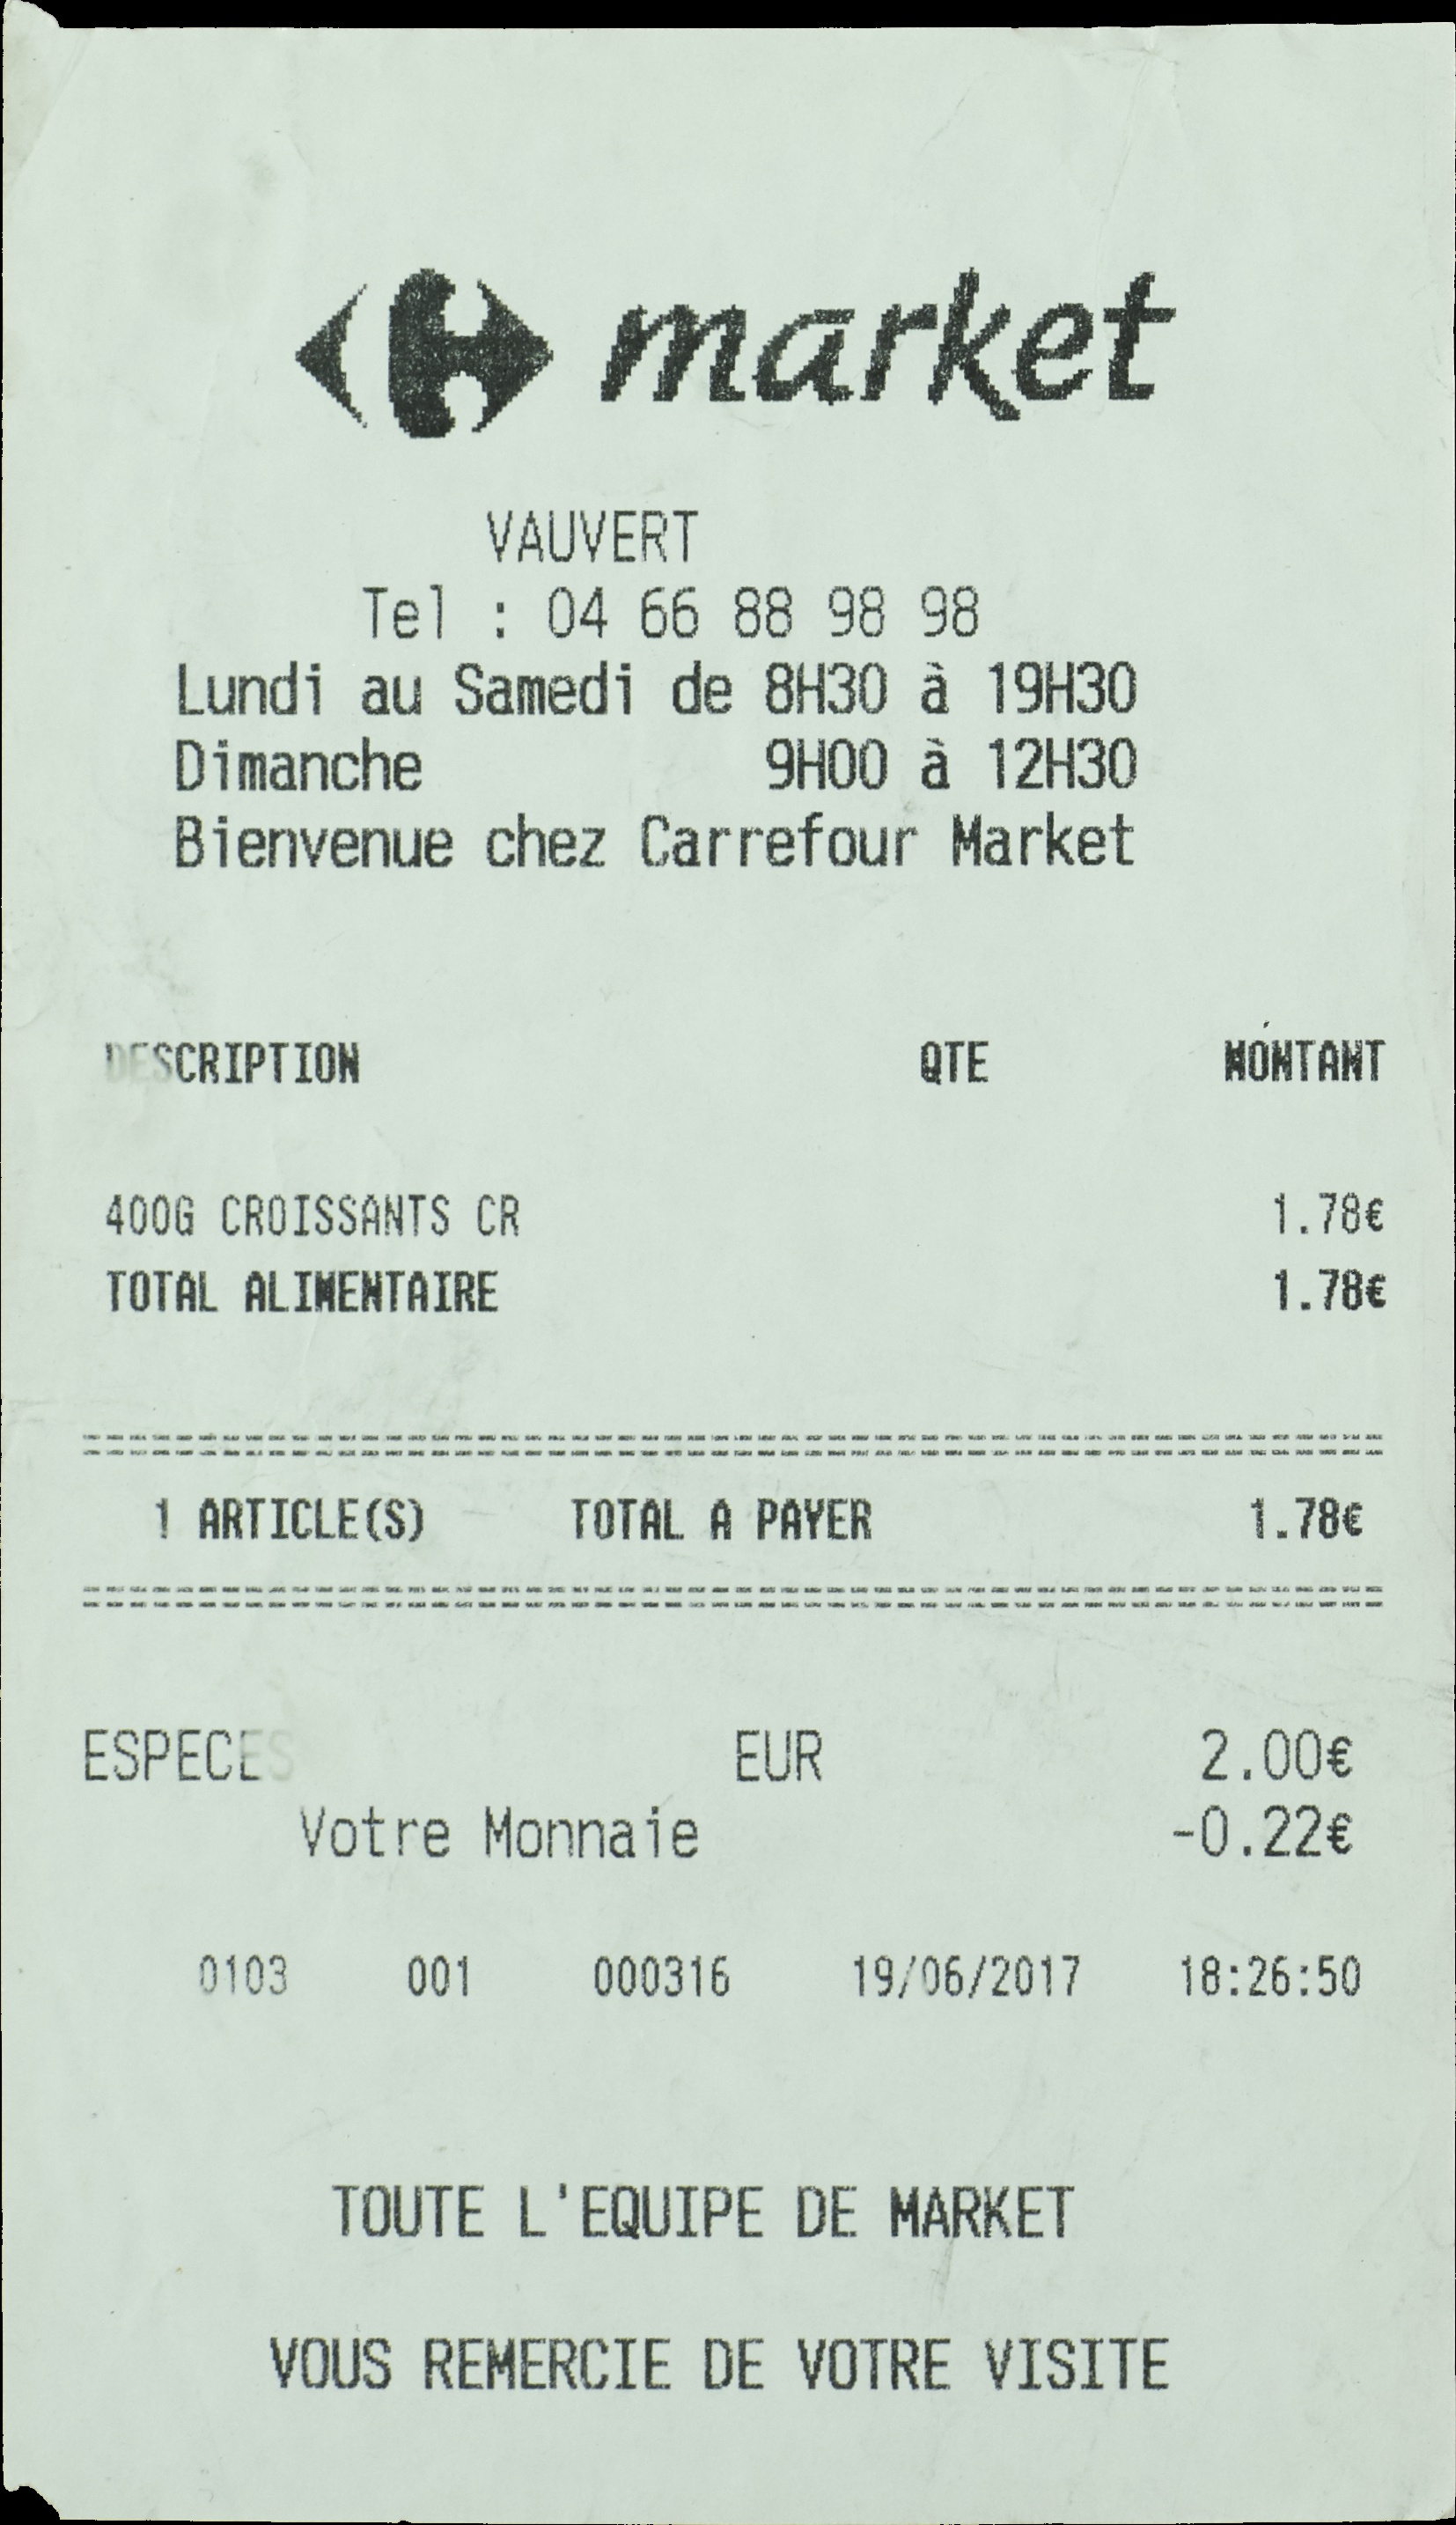 market
VAUVERT
Tel : 04 66 88 98 98
Lundi au Samedi de 8H30 à 19H30
Dimanche 9H00 à 12H30
Bienvenue chez Carrefour Market
DESCRIPTION QTE MONTANT
400G CROISSANTS CR 1.78€
TOTAL ALIMENTAIRE 1.78€
1 ARTICLE(S) TOTAL A PAYER 1.78€
ESPECES EUR 2.00€
Votre Monnaie -0.22€
0103 001 000316 19/06/2017 18:26:50
TOUTE L'EQUIPE DE MARKET
VOUS REMERCIE DE VOTRE VISITE